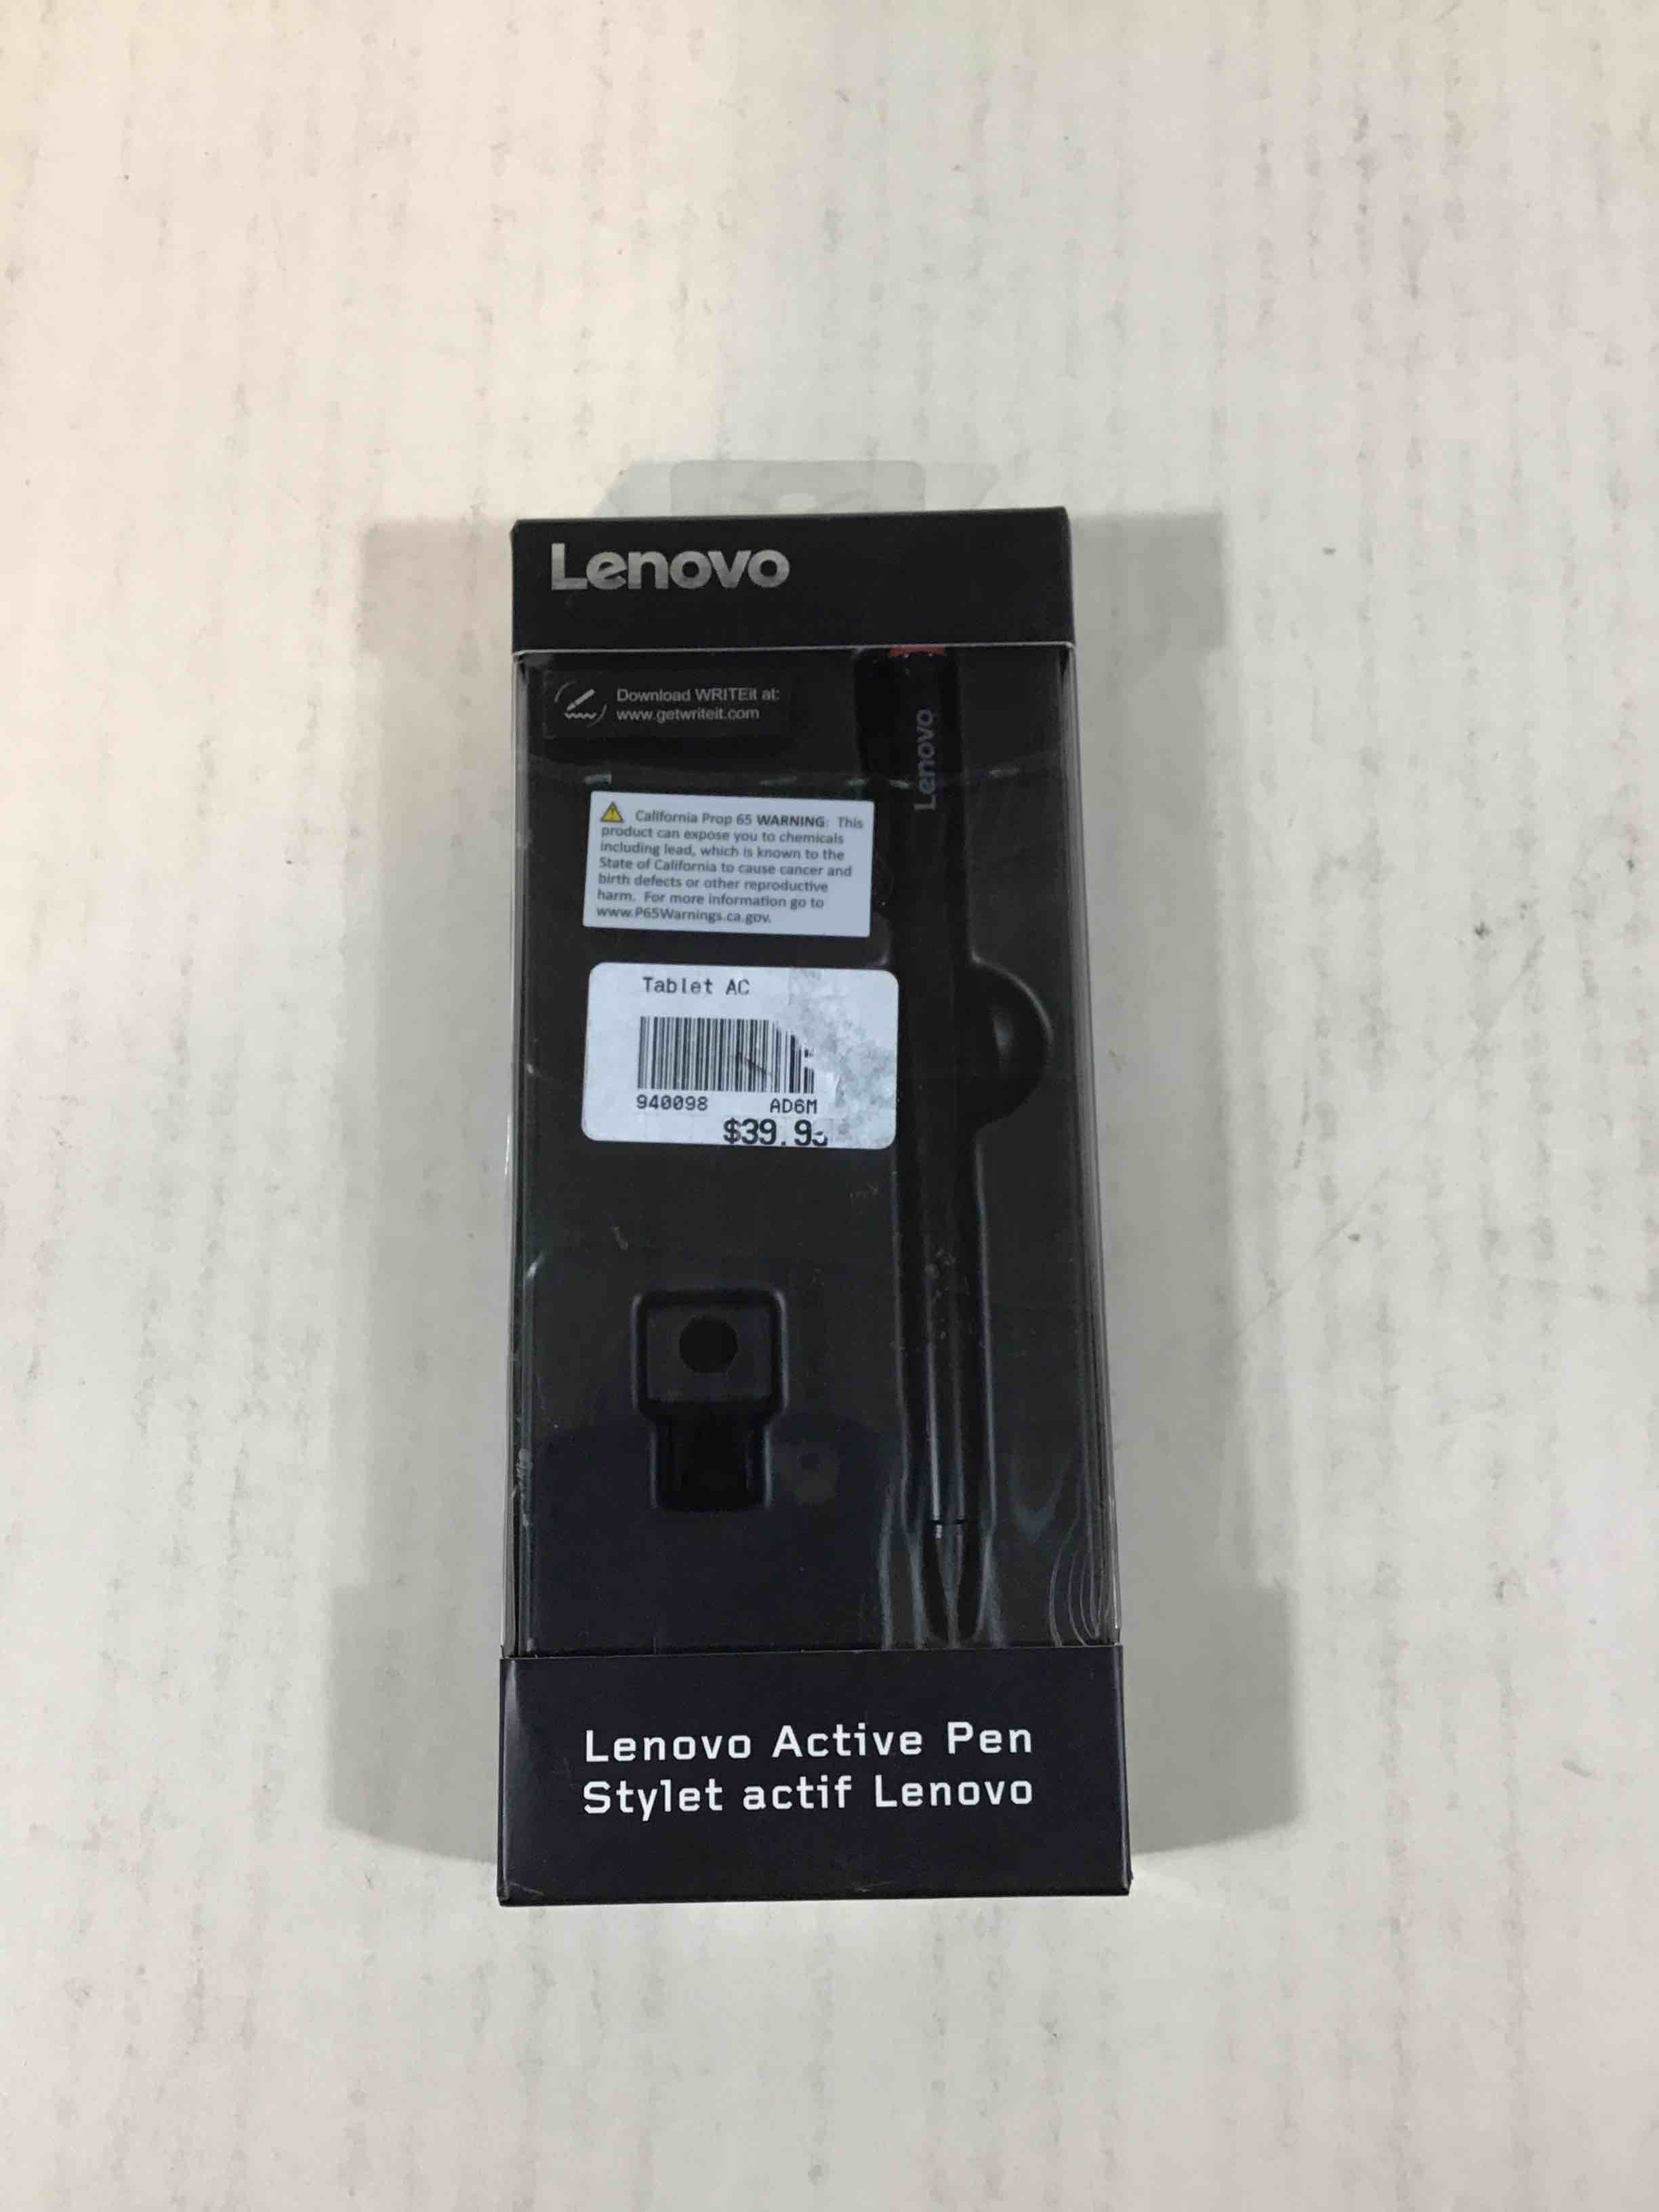 Lenovo
Download WRITEit at:
www.getwriteit.com
Lenovo
California Prop 65 WARNING: This
product can expose you to chemicals
including lead, which is known to the
State of California to cause cancer and
birth defects or other reproductive
harm. For more information go to
www.P65Warnings.ca.gov.
Tablet AC
940098 AD6M
Lenovo Active Pen
Stylet actif Lenovo